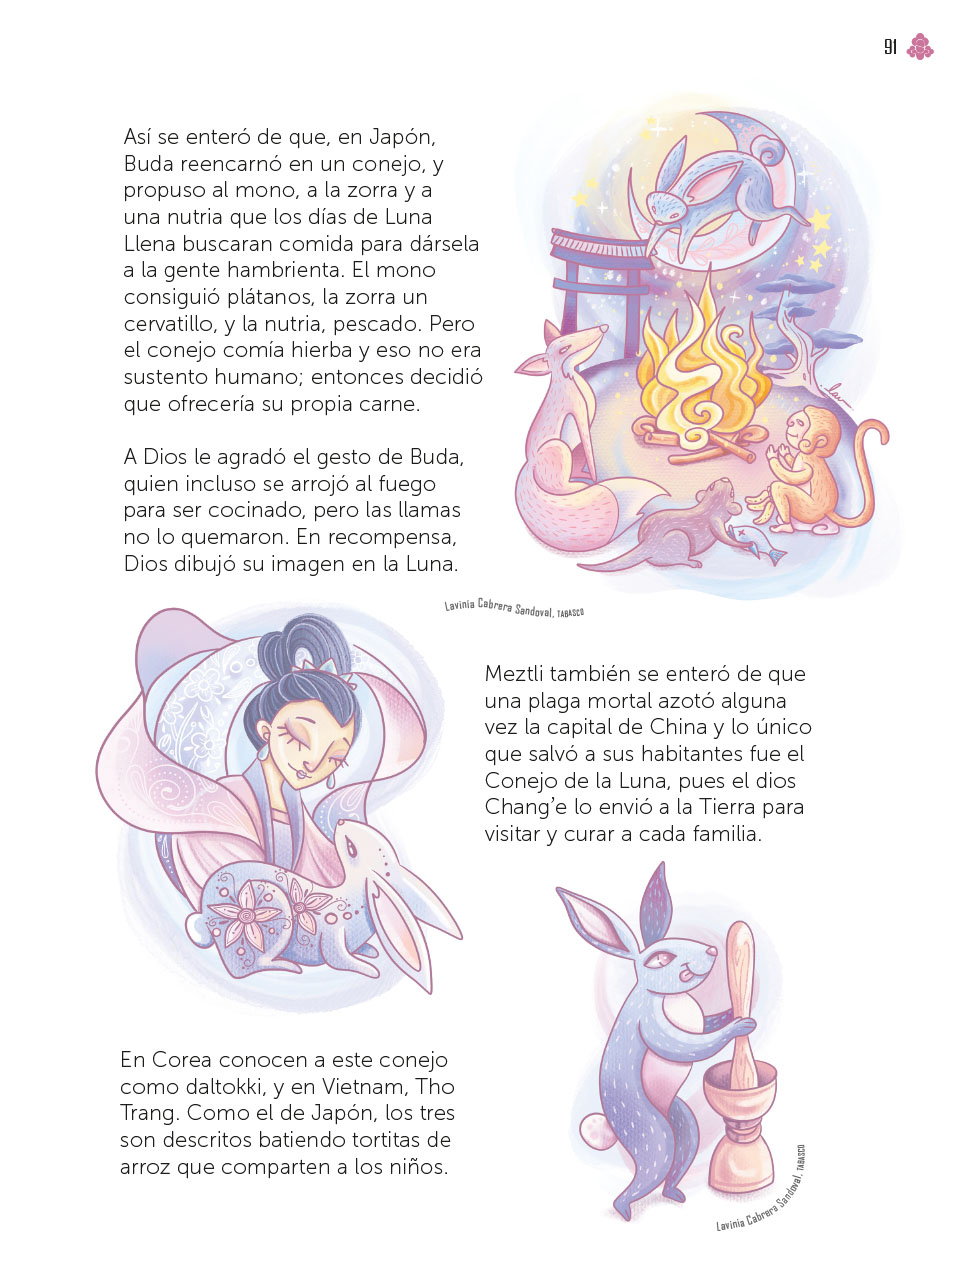 91
Así se enteró de que, en Japón,
Buda reencarnó en un conejo, y
propuso al mono, a la zorra y a
una nutria que los días de Luna
Llena buscaran comida para dársela
a la gente hambrienta. El mono
consiguió plátanos, la zorra un
cervatillo, y la nutria, pescado. Pero
el conejo comía hierba y eso no era
sustento humano; entonces decidió
que ofrecería su propia carne.
A Dios le agradó el gesto de Buda,
quien incluso se arrojó al fuego
para ser cocinado, pero las llamas
no lo quemaron. En recompensa,
Dios dibujó su imagen en la Luna.
Lavinia Cabrera Sandoval, TABASCO
Meztli también se enteró de que
una plaga mortal azotó alguna
vez la capital de China y lo único
que salvó a sus habitantes fue el
Conejo de la Luna, pues el dios
Chang’e lo envió a la Tierra para
visitar y curar a cada familia.
En Corea conocen a este conejo
como daltokki, y en Vietnam, Tho
Trang. Como el de Japón, los tres
son descritos batiendo tortitas de
arroz que comparten a los niños.
Lavinia Cabrera Sandoval, TABASCO